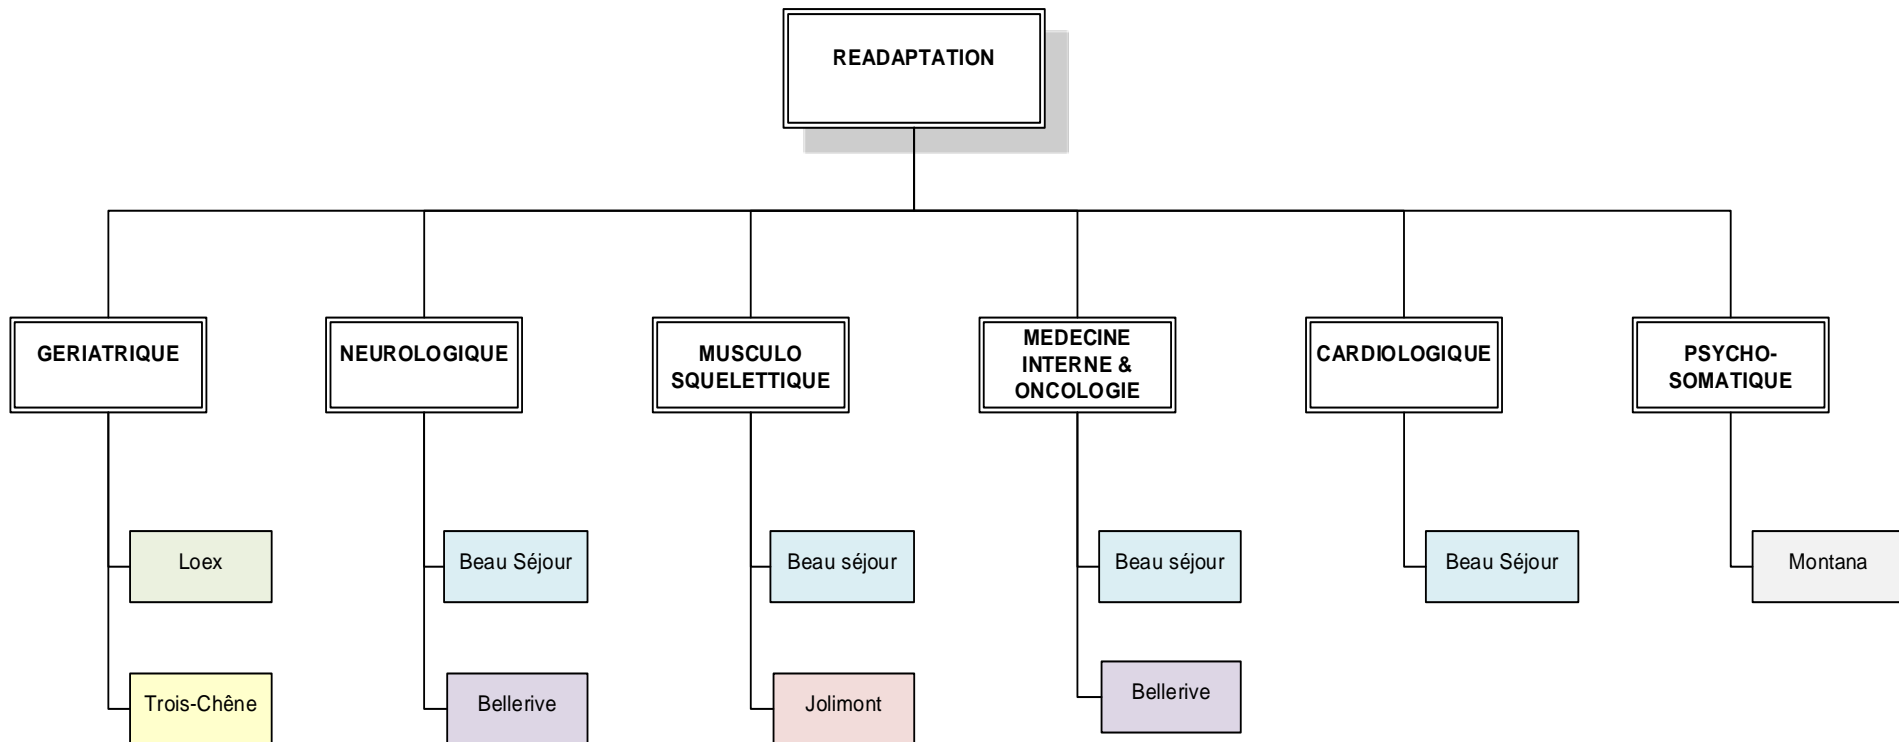 READAPTATION
GERIATRIQUE
NEUROLOGIQUE
MUSCULO
SQUELETTIQUE
MEDECINE
INTERNE &
ONCOLOGIE
CARDIOLOGIQUE
PSYCHO-
SOMATIQUE
Loex
Beau Séjour
Beau séjour
Beau séjour
Beau Séjour
Montana
Trois-Chêne
Bellerive
Jolimont
Bellerive